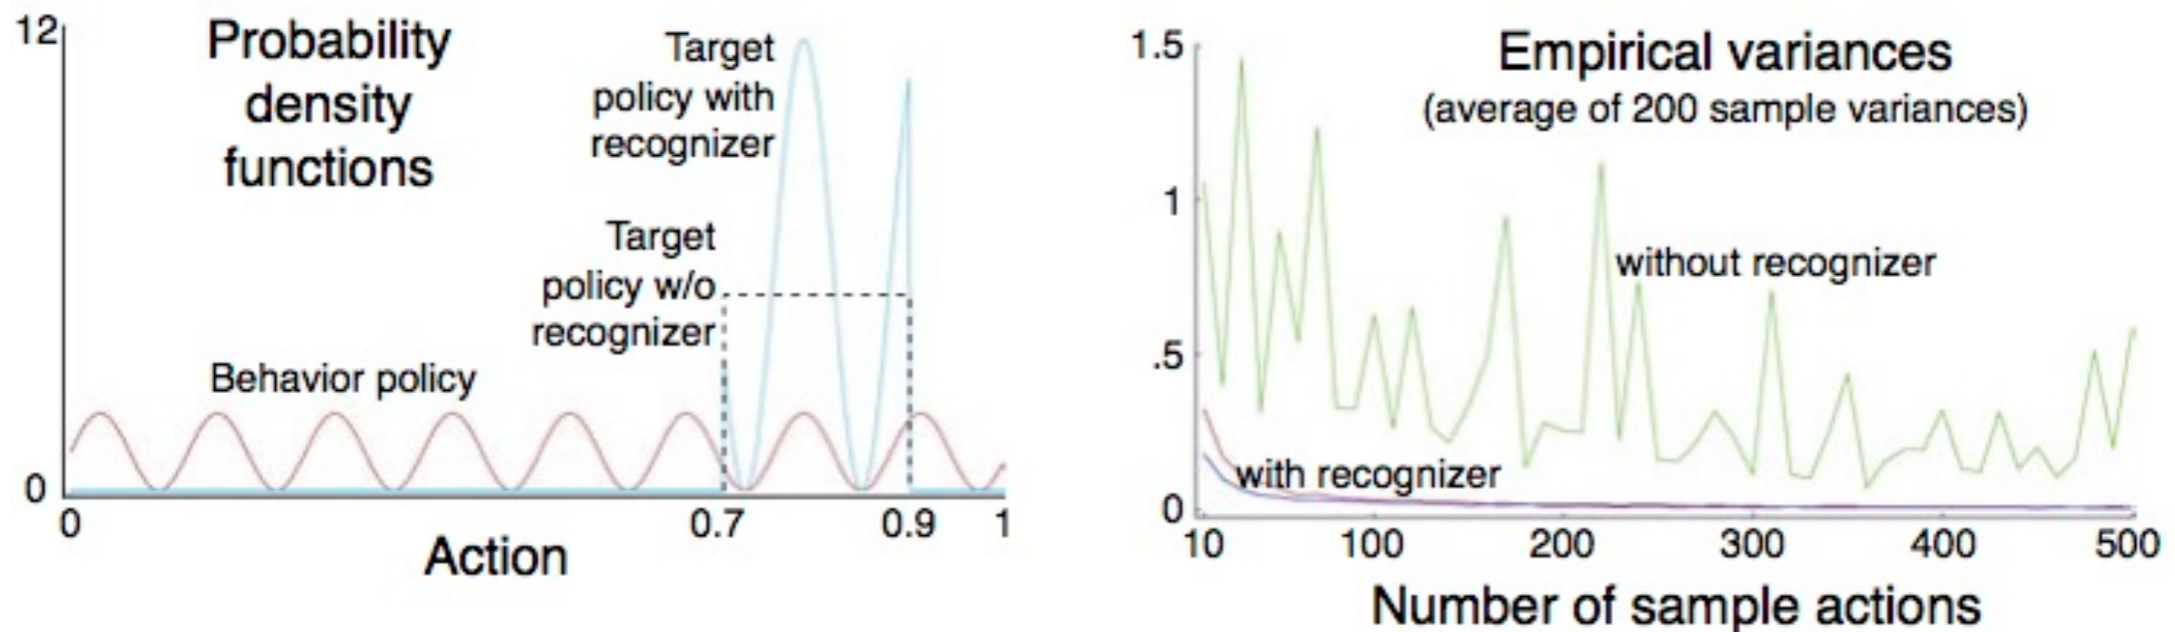 12
Probability
density
functions
Target
policy with
recognizer
Target
policy w/o
recognizer
Behavior policy
0
0
0.7
0.9
1
Action
1.5
Empirical variances
(average of 200 sample variances)
1
without recognizer
.5
with recognizer
0
10
100
200
300
400
500
Number of sample actions